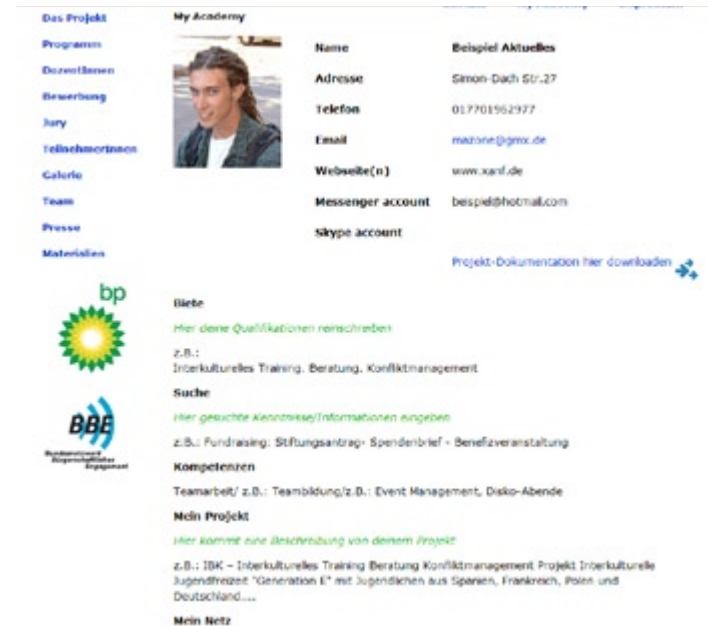 My Academy
Das Projekt
Programm
DozentInnen
Bewerbung
Jury
TeilnehmerInnen
Galerie
Team
Presse
Materialien
Name Beispiel Aktuelles
Adresse Simon-Dach Str.27
Telefon 017701962977
Email mazone@gmx.de
Webseite(n) www.xanf.de
Messenger account beispiel@hotmail.com
Skype account
Projekt-Dokumentation hier downloaden
bp
BBE
Bundesnetzwerk
Bürgerschaftliches
Engagement
Biete
Hier deine Qualifikationen reinschreiben
z.B.:
Interkulturelles Training. Beratung. Konfliktmanagement
Suche
Hier gesuchte Kenntnisse/Informationen eingeben
z.B.: Fundraising: Stiftungsantrag- Spendenbrief - Benefizveranstaltung
Kompetenzen
Teamarbeit/ z.B.: Teambildung/z.B.: Event Management, Disko-Abende
Mein Projekt
Hier kommt eine Beschreibung von deinem Projekt
z.B.: IBK – Interkulturelles Training Beratung Konfliktmanagement Projekt Interkulturelle
Jugendfreizeit "Generation E" mit Jugendlichen aus Spanien, Frankreich, Polen und
Deutschland....
Mein Netz